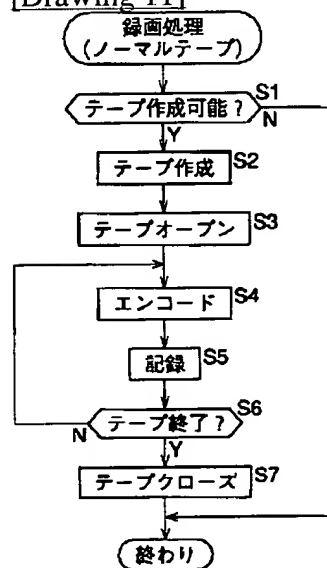 [Drawing 11]
録画処理
(ノーマルテープ)
テープ作成可能? S1
N
Y
テープ作成 S2
テープオープン S3
エンコード S4
記録 S5
テープ終了? S6
N
Y
テープクローズ S7
終わり